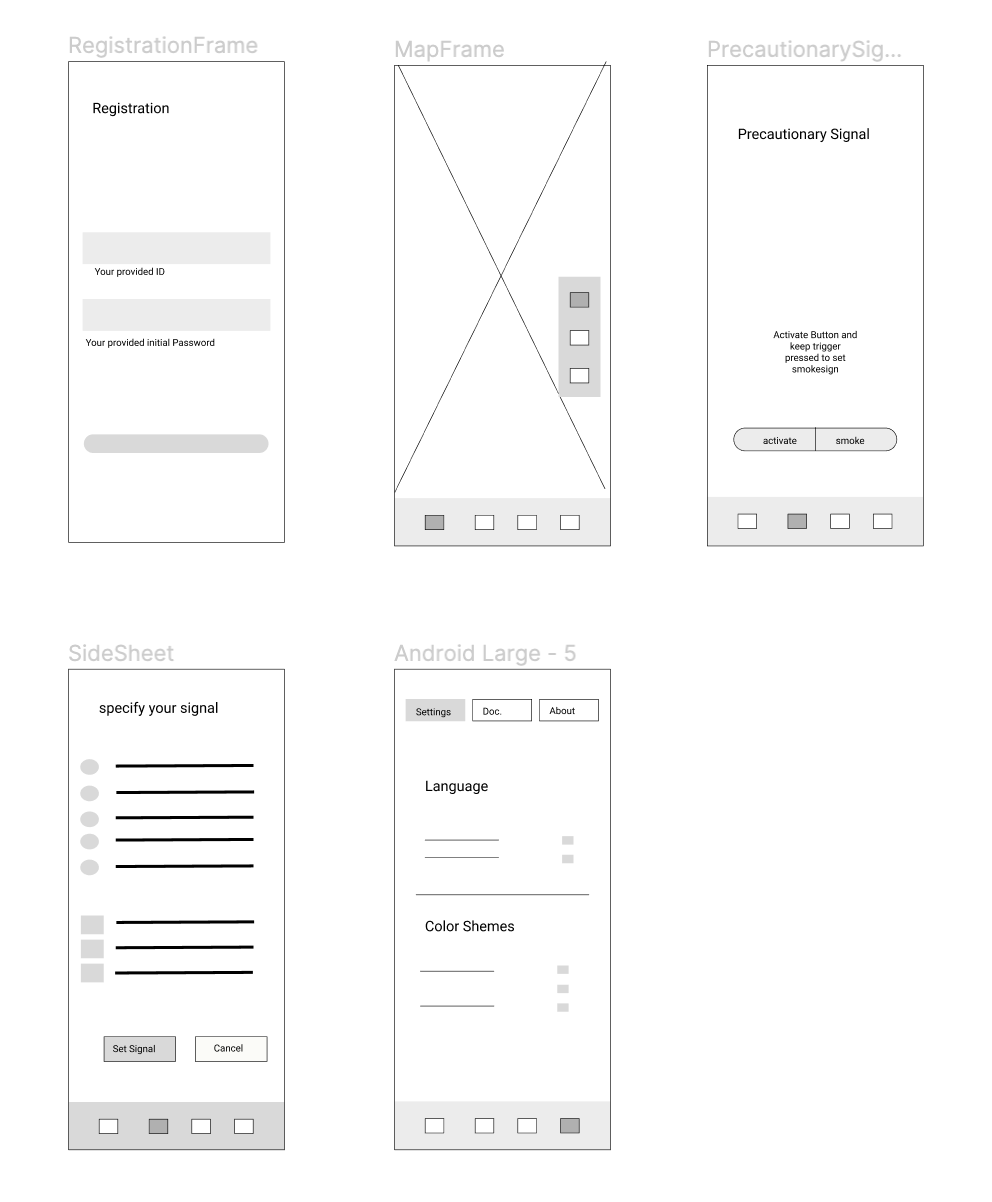 RegistrationFrame
Registration
Your provided ID
Your provided initial Password
MapFrame
PrecautionarySig...
Precautionary Signal
Activate Button and
keep trigger
pressed to set
smokesign
activate
smoke
SideSheet
specify your signal
Set Signal
Cancel
Android Large - 5
Settings
Doc.
About
Language
Color Shemes